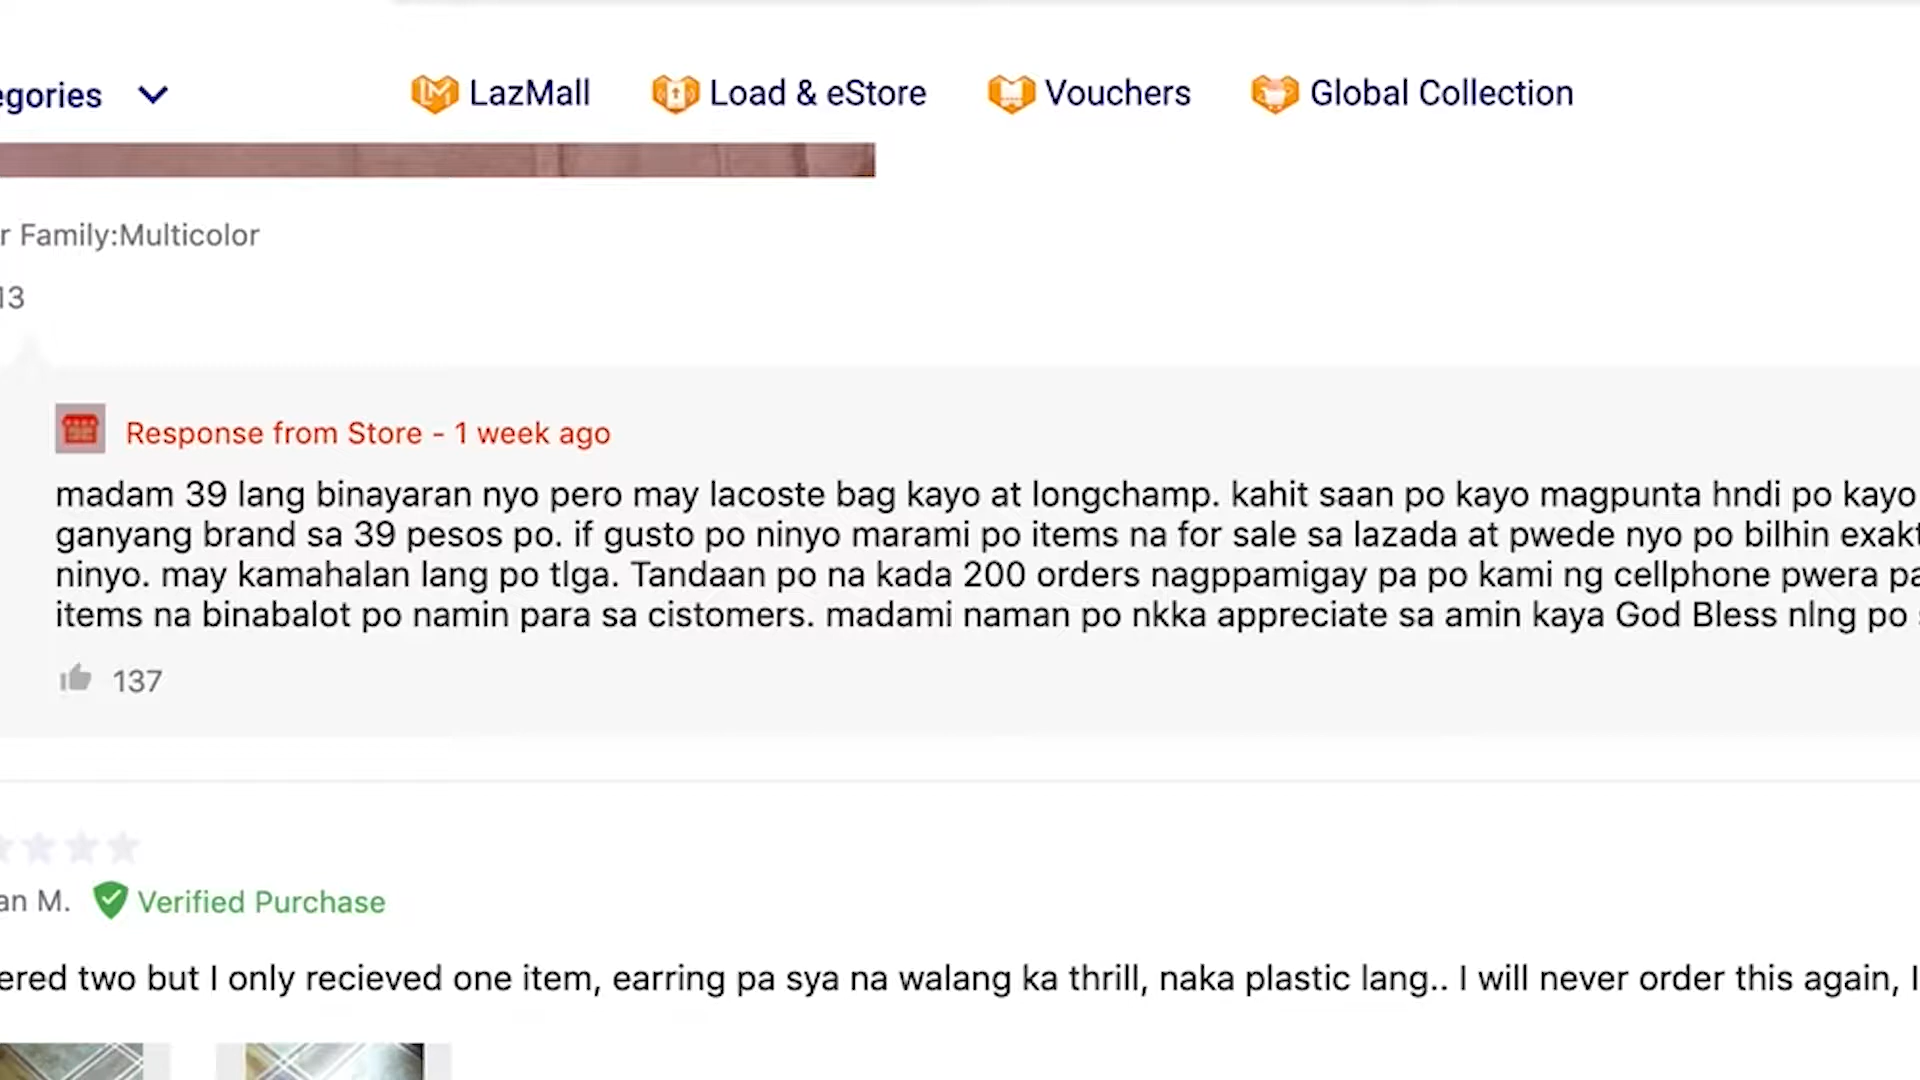 egories
LazMall
Load & eStore
Vouchers
Global Collection
r Family:Multicolor
13
Response from Store - 1 week ago
madam 39 lang binayaran nyo pero may lacoste bag kayo at longchamp. kahit saan po kayo magpunta hndi po kayo
ganyang brand sa 39 pesos po. if gusto po ninyo marami po items na for sale sa lazada at pwede nyo po bilhin exakt
ninyo. may kamahalan lang po tlga. Tandaan po na kada 200 orders nagppamigay pa po kami ng cellphone pwera pa
items na binabalot po namin para sa cistomers. madami naman po nkka appreciate sa amin kaya God Bless nlng po
137
an M.
Verified Purchase
ered two but I only recieved one item, earring pa sya na walang ka thrill, naka plastic lang.. I will never order this again, I